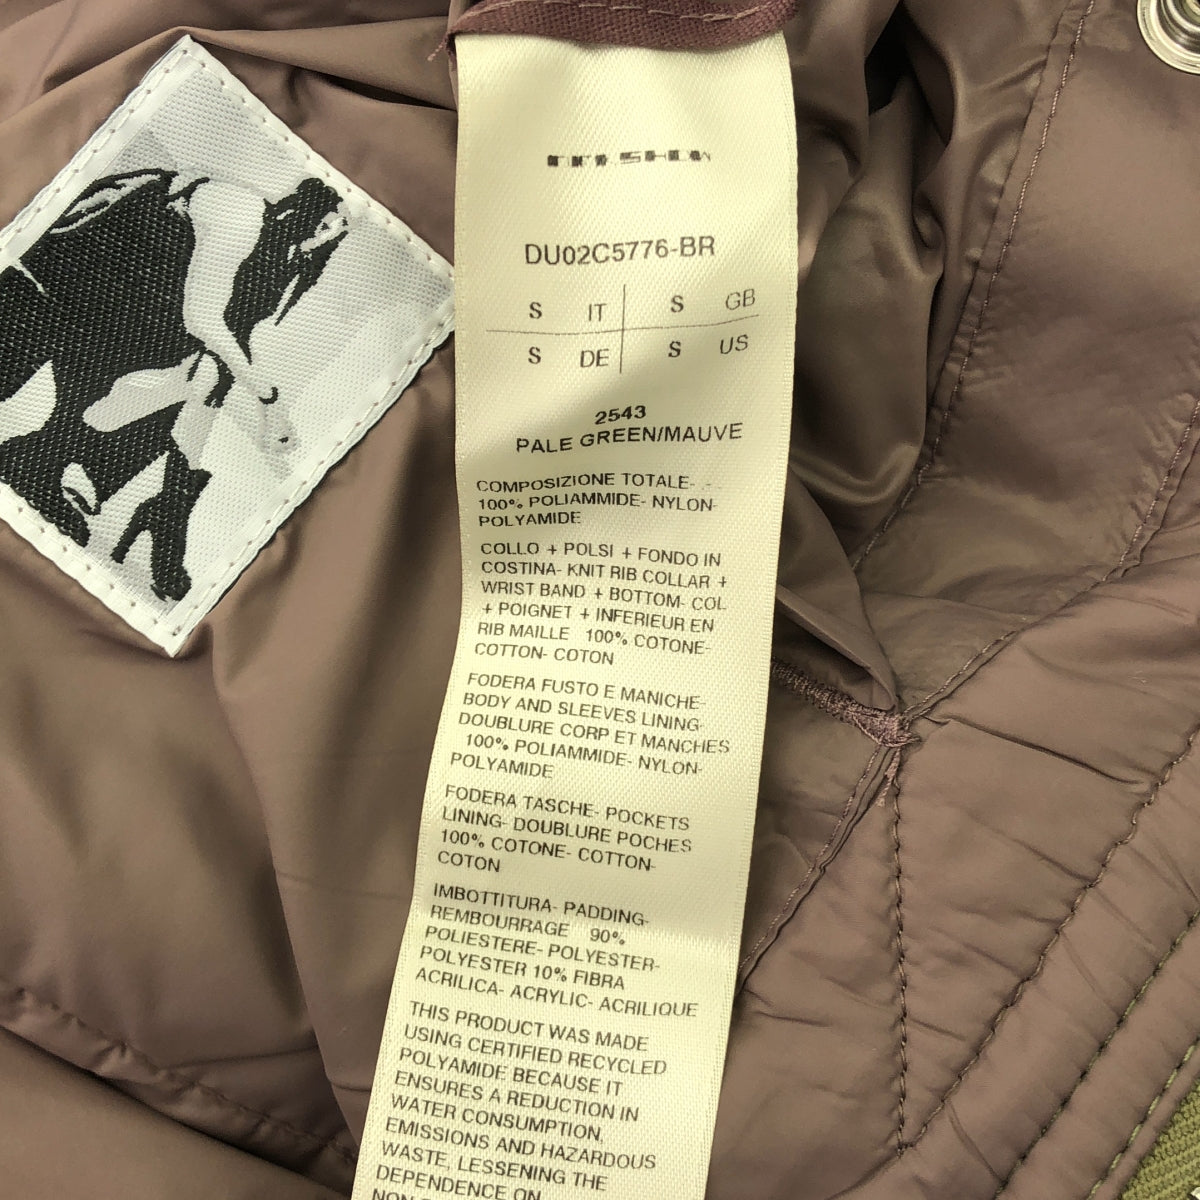 DU02C5776-BR
S IT S GB
S DE S US
2543
PALE GREEN/MAUVE
COMPOSIZIONE TOTALE-
100% POLIAMMIDE- NYLON-
POLYAMIDE
COLLO + POLSI + FONDO IN
COSTINA- KNIT RIB COLLAR +
WRIST BAND + BOTTOM- COL
+ POIGNET + INFERIEUR EN
RIB MAILLE 100% COTONE-
COTTON- COTON
FODERA FUSTO E MANICHE-
BODY AND SLEEVES LINING-
DOUBLURE CORP ET MANCHES
100% POLIAMMIDE- NYLON-
POLYAMIDE
FODERA TASCHE- POCKETS
LINING- DOUBLURE POCHES
100% COTONE- COTTON-
COTON
IMBOTTITURA- PADDING-
REMBOURRAGE 90%
POLIESTERE- POLYESTER-
POLYESTER 10% FIBRA
ACRILICA- ACRYLIC- ACRILIQUE
THIS PRODUCT WAS MADE
USING CERTIFIED RECYCLED
POLYAMIDE BECAUSE IT
ENSURES A REDUCTION IN
WATER CONSUMPTION,
EMISSIONS AND HAZARDOUS
WASTE, LESSENING THE
DEPENDENCE ON